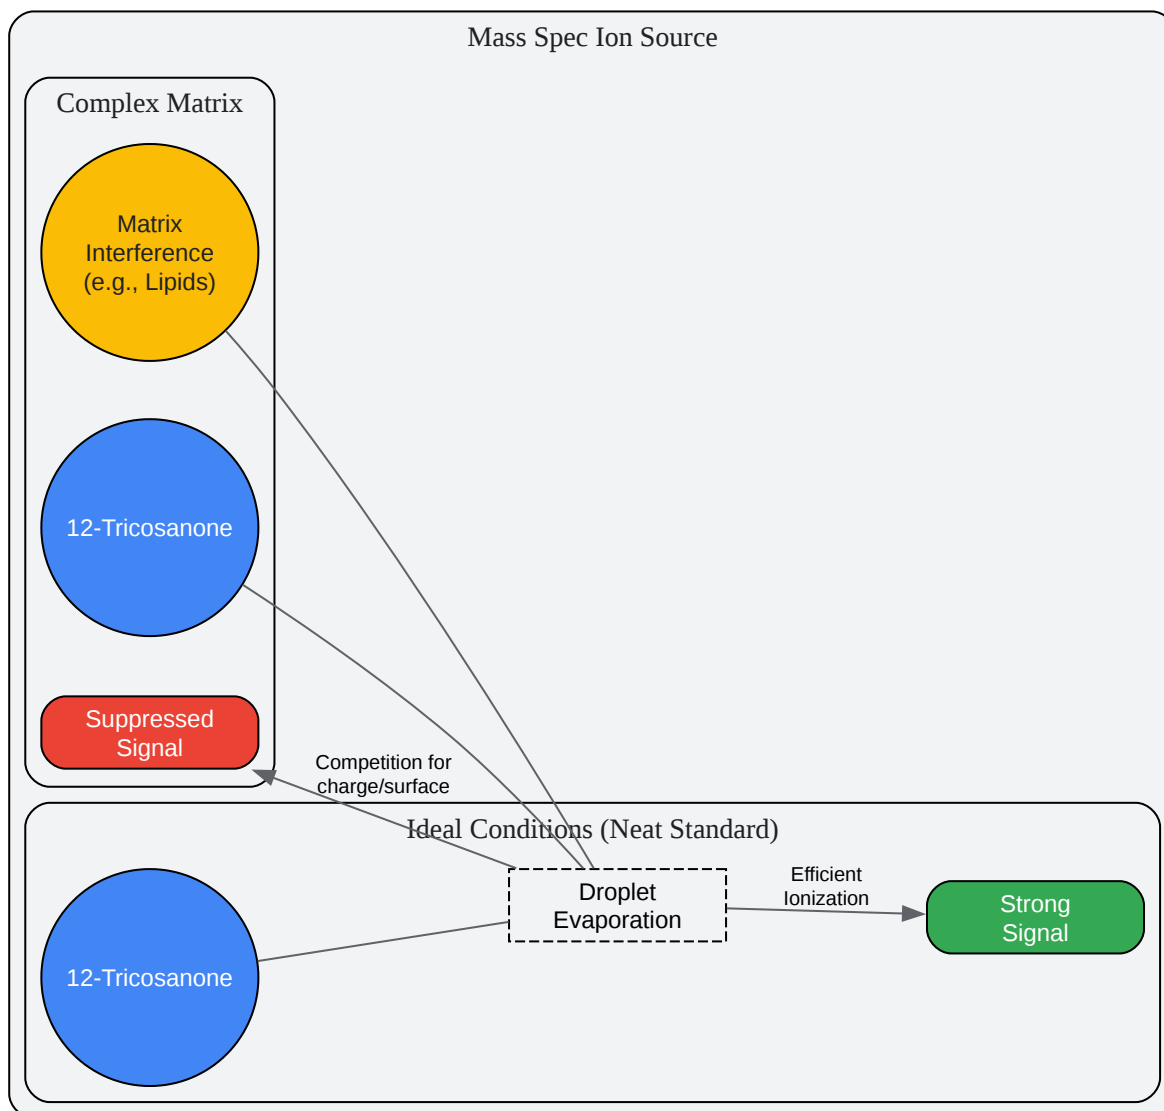 Mass Spec Ion Source
Complex Matrix
Matrix
Interference
(e.g., Lipids)
12-Tricosanone
Suppressed
Signal
Competition for
charge/surface
Ideal Conditions (Neat Standard)
Droplet
Evaporation
Efficient
Ionization
Strong
Signal
12-Tricosanone